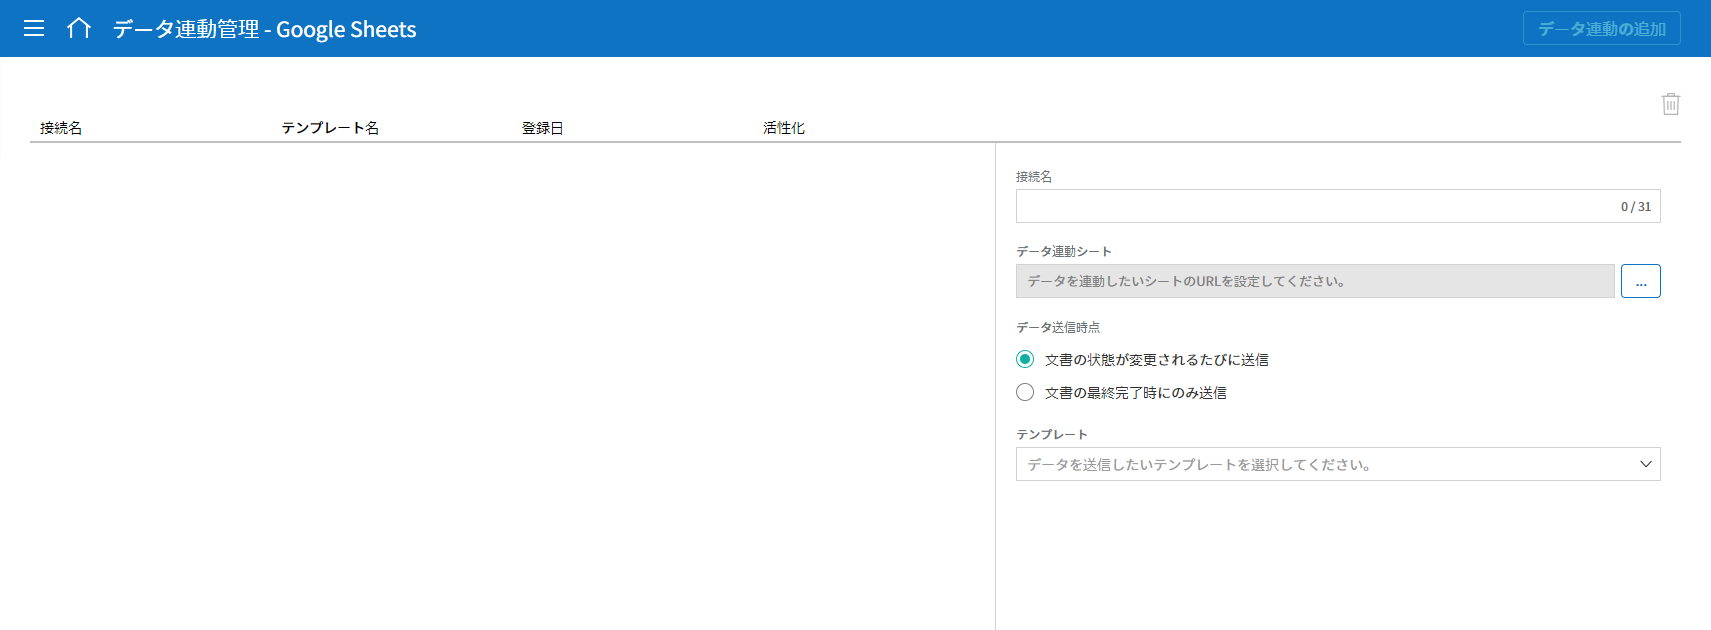 データ連動管理 - Google Sheets
データ連動の追加
接続名 テンプレート名 登録日 活性化
接続名
0 / 31
データ連動シート
データを連動したいシートのURLを設定してください。
...
データ送信時点
文書の状態が変更されるたびに送信
文書の最終完了時にのみ送信
テンプレート
データを送信したいテンプレートを選択してください。